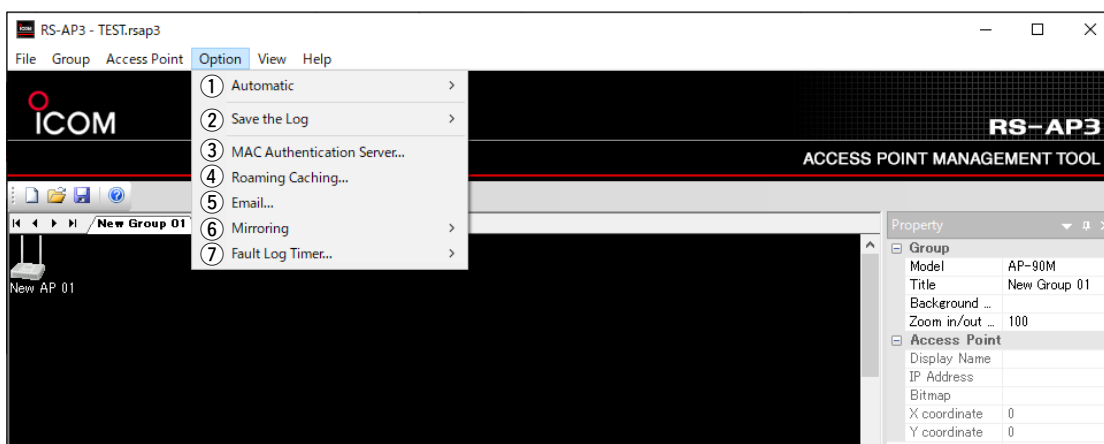 icom RS-AP3 - TEST.rsap3
File Group Access Point Option View Help
① Automatic
② Save the Log
③ MAC Authentication Server...
④ Roaming Caching...
⑤ Email...
⑥ Mirroring
⑦ Fault Log Timer...
ICOM
RS-AP3
ACCESS POINT MANAGEMENT TOOL
New Group 01
New AP 01
Property
Group
Model AP-90M
Title New Group 01
Background ...
Zoom in/out ... 100
Access Point
Display Name
IP Address
Bitmap
X coordinate 0
Y coordinate 0